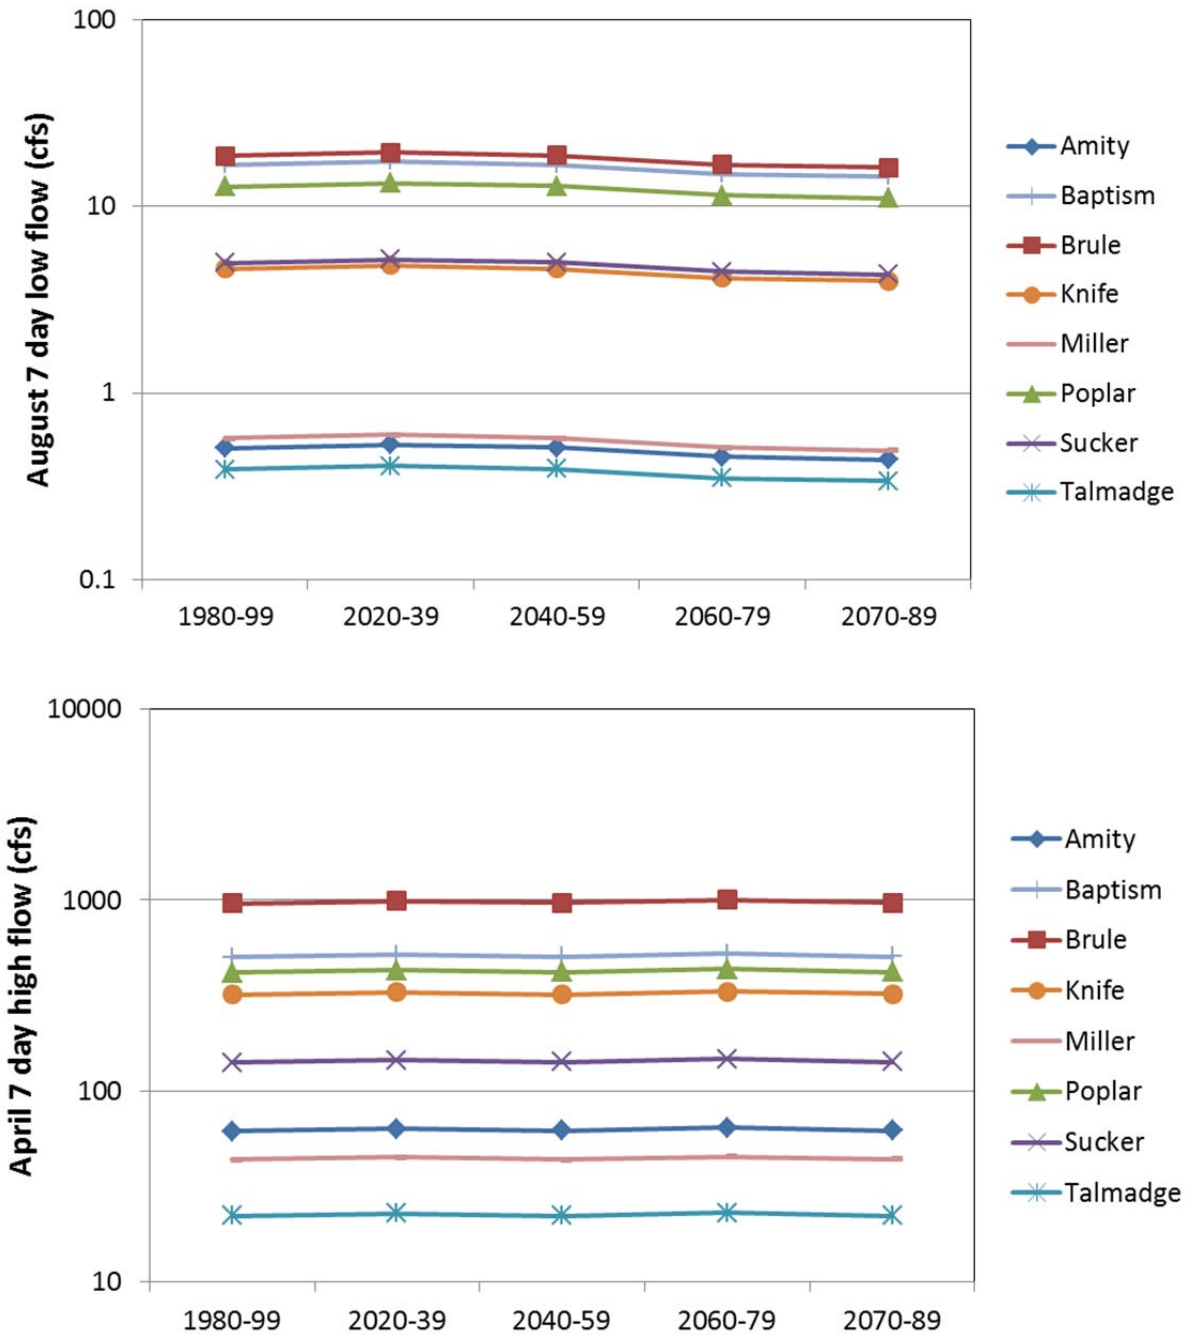 100
10
1
0.1
August 7 day low flow (cfs)
1980-99 2020-39 2040-59 2060-79 2070-89
Amity
Baptism
Brule
Knife
Miller
Poplar
Sucker
Talmadge
10000
1000
100
10
April 7 day high flow (cfs)
1980-99 2020-39 2040-59 2060-79 2070-89
Amity
Baptism
Brule
Knife
Miller
Poplar
Sucker
Talmadge